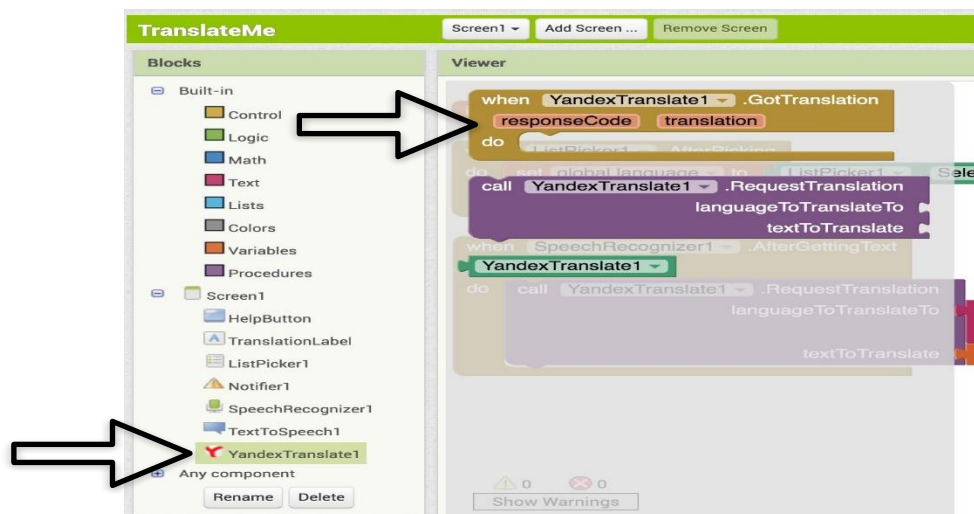 TranslateMe Screen1 Add Screen ... Remove Screen
Blocks
Viewer
Built-in
Control
Logic
Math
Text
Lists
Colors
Variables
Procedures
Screen1
HelpButton
TranslationLabel
ListPicker1
Notifier1
SpeechRecognizer1
TextToSpeech1
YandexTranslate1
Any component
Rename Delete
when YandexTranslate1 .GotTranslation
responseCode translation
do
ListPicker1 .AfterPicking
do set global language to ListPicker1 . Sele
call YandexTranslate1 .RequestTranslation
languageToTranslateTo
textToTranslate
when SpeechRecognizer1 .AfterGettingText
YandexTranslate1
do call YandexTranslate1 .RequestTranslation
languageToTranslateTo
textToTranslate
0 0
Show Warnings